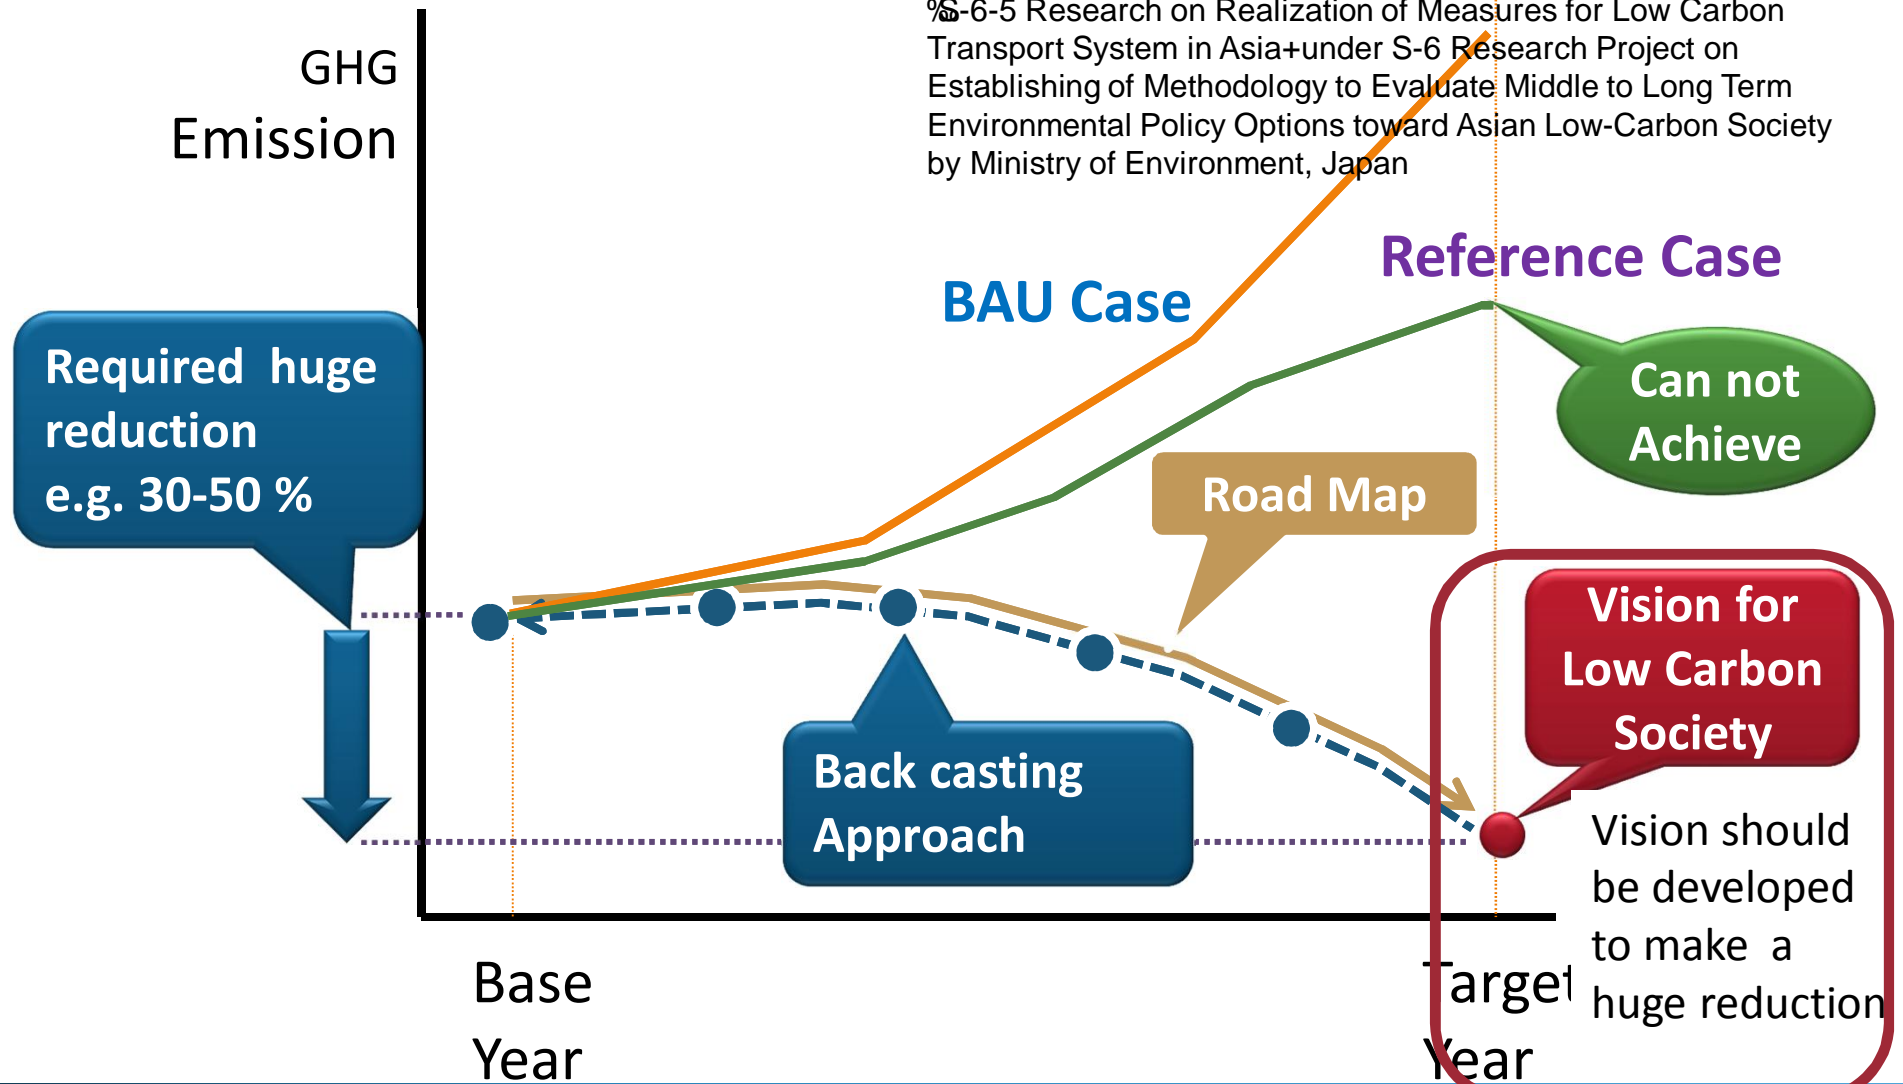 S-6-5 Research on Realization of Measures for Low Carbon
Transport System in Asia+under S-6 Research Project on
Establishing of Methodology to Evaluate Middle to Long Term
Environmental Policy Options toward Asian Low-Carbon Society
by Ministry of Environment, Japan
GHG
Emission
Reference Case
BAU Case
Required huge
reduction
e.g. 30-50 %
Can not
Achieve
Road Map
Vision for
Low Carbon
Society
Back casting
Approach
Vision should
be developed
to make a
huge reduction
Base
Year
Target
Year